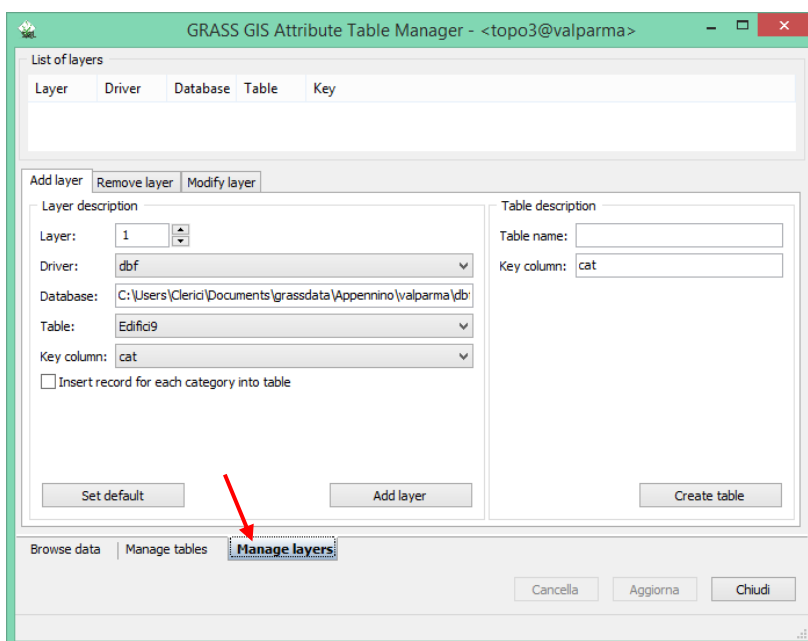 GRASS GIS Attribute Table Manager - <topo3@valparma>
List of layers
Layer Driver Database Table Key
Add layer Remove layer Modify layer
Layer description
Layer: 1
Driver: dbf
Database: C:\Users\Clerici\Documents\grassdata\Appennino\valparma\dbf
Table: Edifici9
Key column: cat
Insert record for each category into table
Set default Add layer
Table description
Table name:
Key column: cat
Create table
Browse data Manage tables Manage layers
Cancella Aggiorna Chiudi